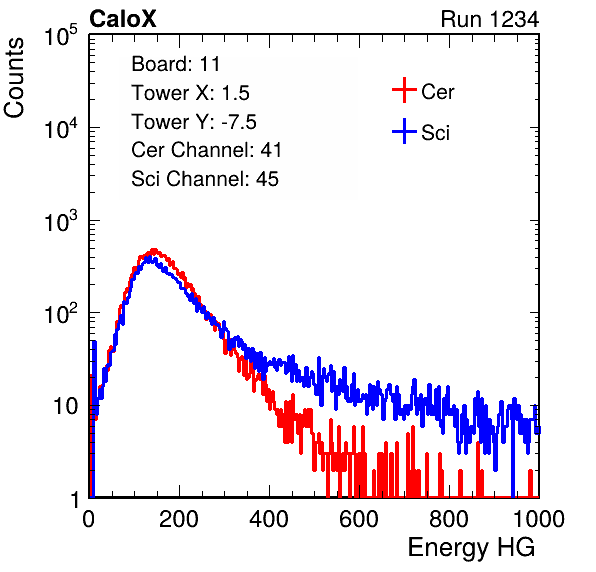 CaloX Run 1234
Counts
Board: 11
Tower X: 1.5
Tower Y: -7.5
Cer Channel: 41
Sci Channel: 45
Cer
Sci
10^5
10^4
10^3
10^2
10
1
0 200 400 600 800 1000
Energy HG